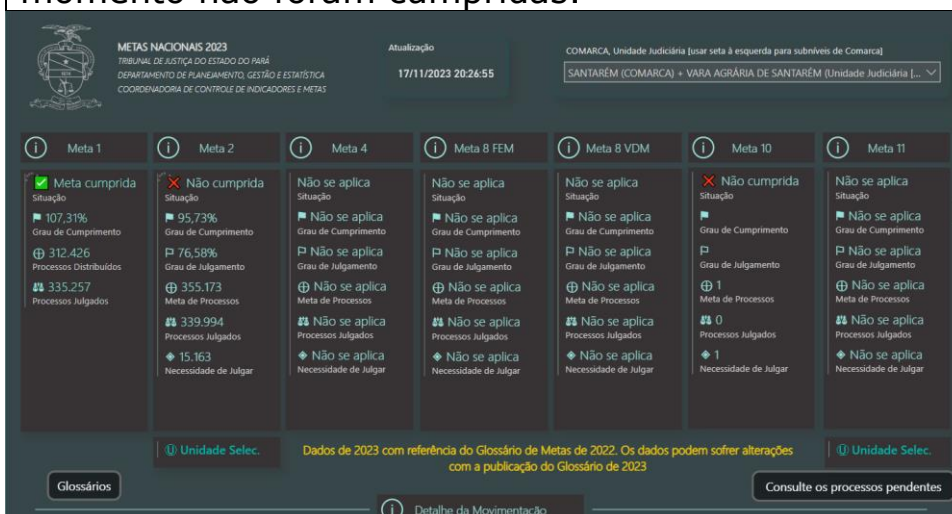 momento não foram cumpridas.
METAS NACIONAIS 2023
TRIBUNAL DE JUSTIÇA DO ESTADO DO PARÁ
DEPARTAMENTO DE PLANEJAMENTO, GESTÃO E ESTATÍSTICA
COORDENADORIA DE CONTROLE DE INDICADORES E METAS
Atualização
17/11/2023 20:26:55
COMARCA, Unidade Judiciária [usar seta à esquerda para subníveis de Comarca]
SANTARÉM (COMARCA) + VARA AGRÁRIA DE SANTARÉM (Unidade Judiciária [...
Meta 1
Meta cumprida
Situação
107,31%
Grau de Cumprimento
312.426
Processos Distribuídos
335.257
Processos Julgados
Meta 2
Não cumprida
Situação
95,73%
Grau de Cumprimento
76,58%
Grau de Julgamento
355.173
Meta de Processos
339.994
Processos Julgados
15.163
Necessidade de Julgar
Unidade Selec.
Meta 4
Não se aplica
Situação
Não se aplica
Grau de Cumprimento
Não se aplica
Grau de Julgamento
Não se aplica
Meta de Processos
Não se aplica
Processos Julgados
Não se aplica
Necessidade de Julgar
Meta 8 FEM
Não se aplica
Situação
Não se aplica
Grau de Cumprimento
Não se aplica
Grau de Julgamento
Não se aplica
Meta de Processos
Não se aplica
Processos Julgados
Não se aplica
Necessidade de Julgar
Meta 8 VDM
Não se aplica
Situação
Não se aplica
Grau de Cumprimento
Não se aplica
Grau de Julgamento
Não se aplica
Meta de Processos
Não se aplica
Processos Julgados
Não se aplica
Necessidade de Julgar
Meta 10
Não cumprida
Situação
Grau de Cumprimento
Grau de Julgamento
1
Meta de Processos
0
Processos Julgados
1
Necessidade de Julgar
Meta 11
Não se aplica
Situação
Não se aplica
Grau de Cumprimento
Não se aplica
Grau de Julgamento
Não se aplica
Meta de Processos
Não se aplica
Processos Julgados
Não se aplica
Necessidade de Julgar
Unidade Selec.
Dados de 2023 com referência do Glossário de Metas de 2022. Os dados podem sofrer alterações
com a publicação do Glossário de 2023
Glossários
Consulte os processos pendentes
Detalhe da Movimentação